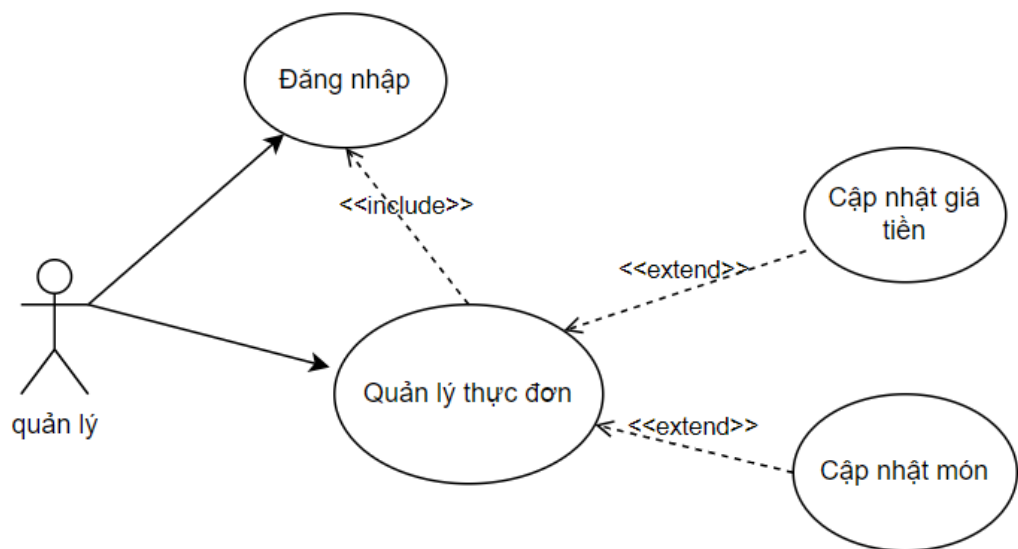 Đăng nhập
<<include>>
Cập nhật giá
tiền
<<extend>>
Quản lý thực đơn
quản lý
<<extend>>
Cập nhật món